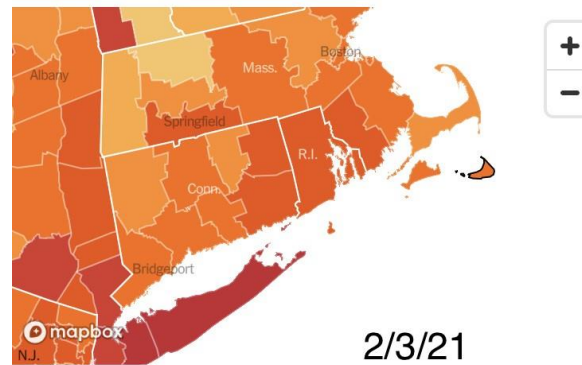 Boston
Mass.
Albany
Springfield
R.I.
Conn.
Bridgeport
mapbox
N.J.
2/3/21
+
−